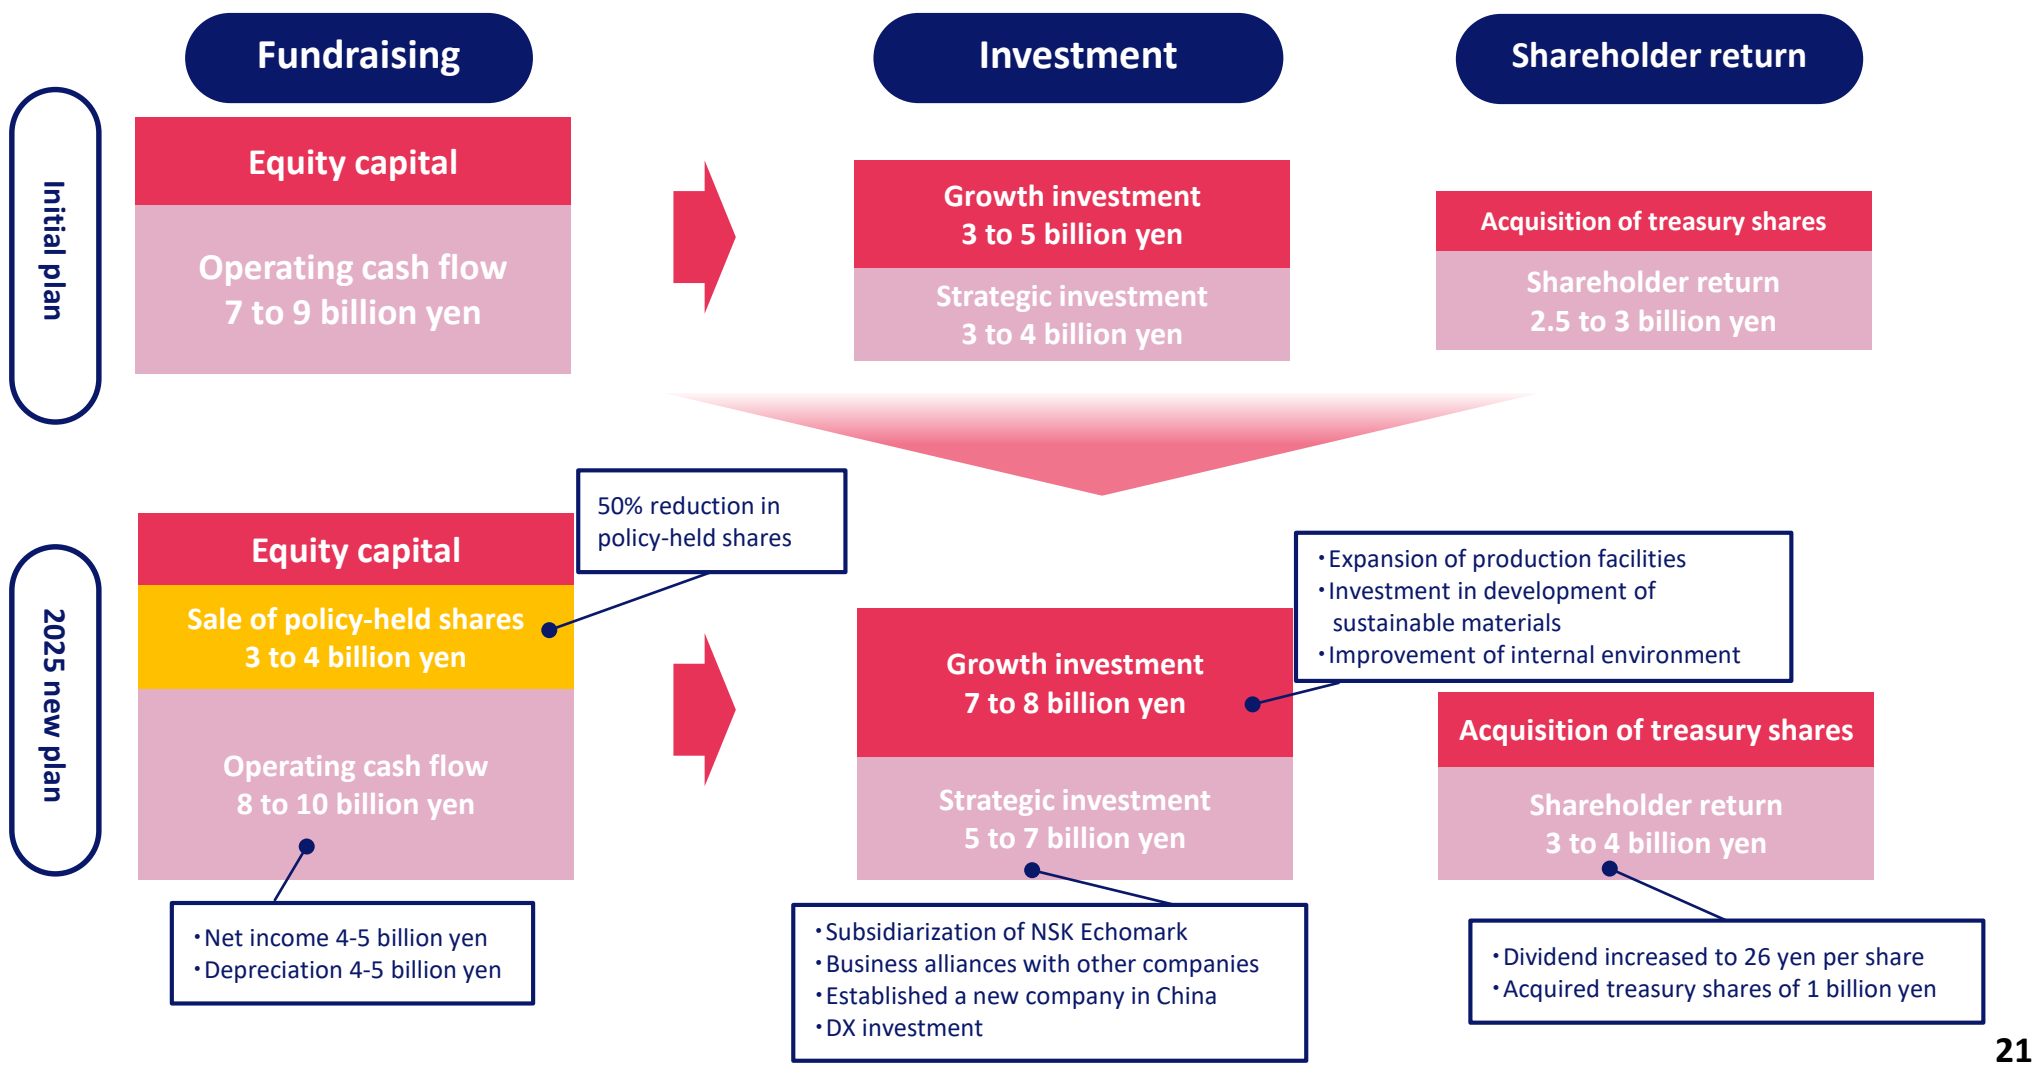 Fundraising
Investment
Shareholder return
Initial plan
Equity capital
Operating cash flow
7 to 9 billion yen
Growth investment
3 to 5 billion yen
Strategic investment
3 to 4 billion yen
Acquisition of treasury shares
Shareholder return
2.5 to 3 billion yen
2025 new plan
50% reduction in
policy-held shares
Equity capital
Sale of policy-held shares
3 to 4 billion yen
Operating cash flow
8 to 10 billion yen
・Net income 4-5 billion yen
・Depreciation 4-5 billion yen
Growth investment
7 to 8 billion yen
Strategic investment
5 to 7 billion yen
・Expansion of production facilities
・Investment in development of
sustainable materials
・Improvement of internal environment
・Subsidiarization of NSK Echomark
・Business alliances with other companies
・Established a new company in China
・DX investment
Acquisition of treasury shares
Shareholder return
3 to 4 billion yen
・Dividend increased to 26 yen per share
・Acquired treasury shares of 1 billion yen
21